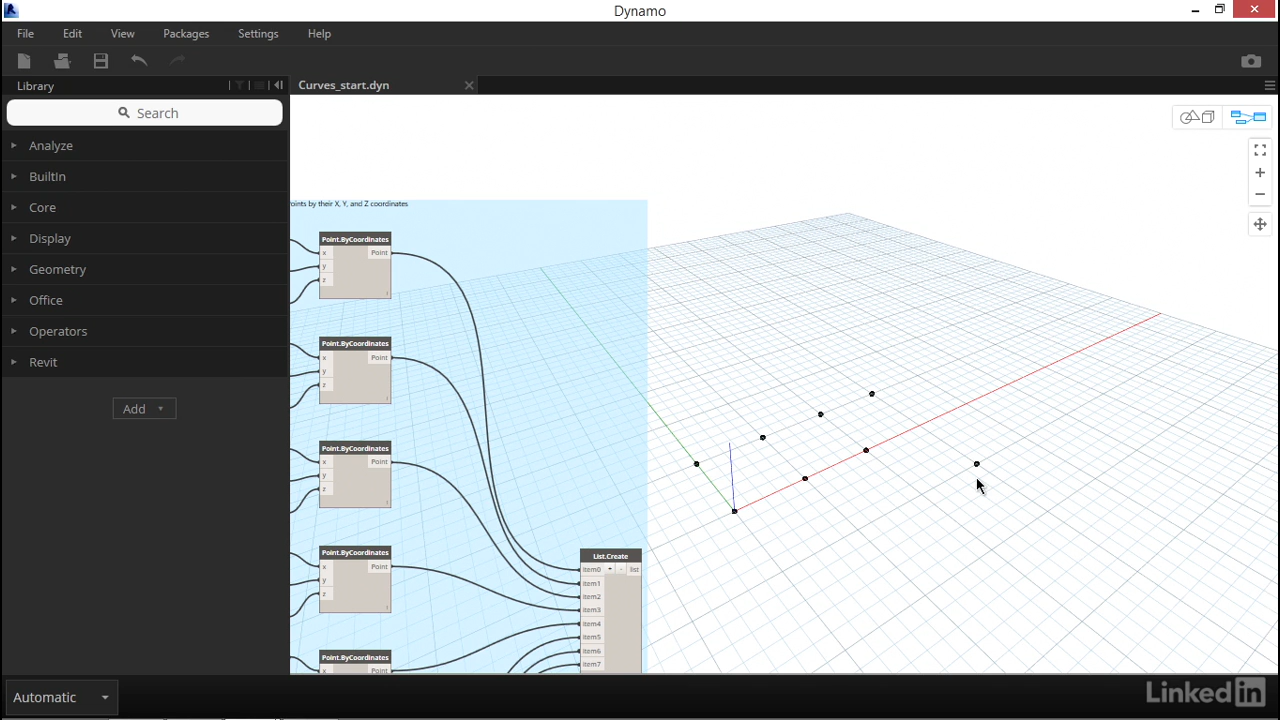 Dynamo
File Edit View Packages Settings Help
Library
Curves_start.dyn
Search
Analyze
BuiltIn
Core
Display
Geometry
Office
Operators
Revit
Add
oints by their X, Y, and Z coordinates
Point.ByCoordinates
x Point
y
z
Point.ByCoordinates
x Point
y
z
Point.ByCoordinates
x Point
y
z
Point.ByCoordinates
x Point
y
z
Point.ByCoordinates
x Point
List.Create
item0 + - list
item1
item2
item3
item4
item5
item6
item7
Automatic
LinkedIn